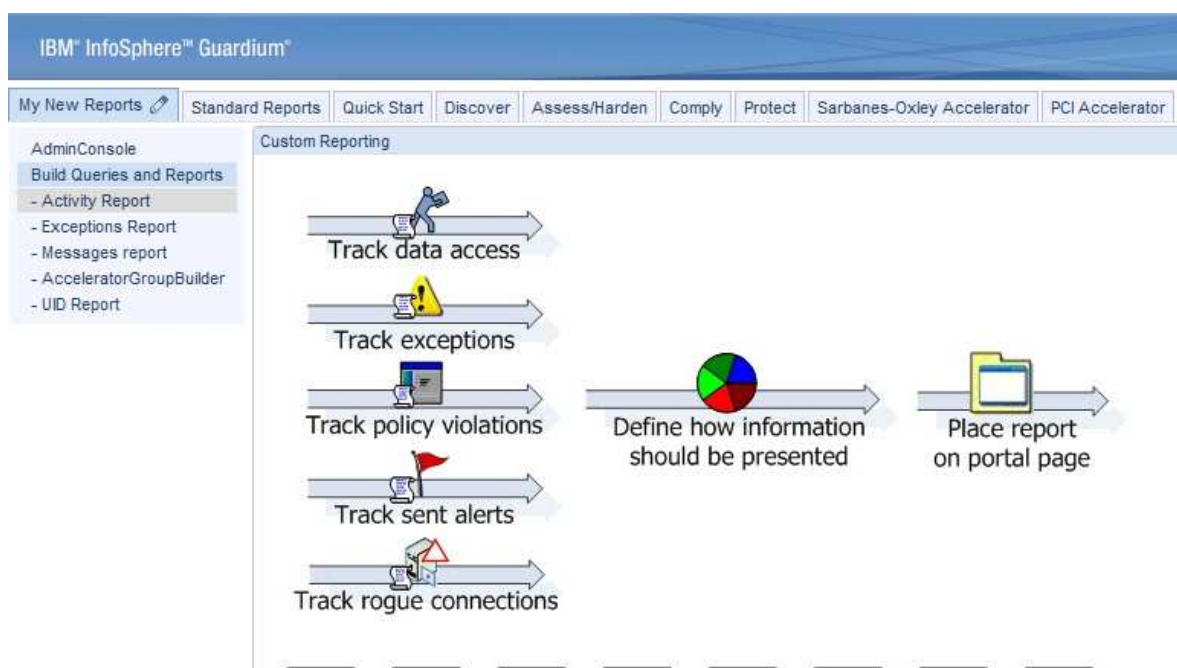 IBM® InfoSphere™ Guardium®
My New Reports
Standard Reports
Quick Start
Discover
Assess/Harden
Comply
Protect
Sarbanes-Oxley Accelerator
PCI Accelerator
AdminConsole
Build Queries and Reports
- Activity Report
- Exceptions Report
- Messages report
- AcceleratorGroupBuilder
- UID Report
Custom Reporting
Track data access
Track exceptions
Track policy violations
Track sent alerts
Track rogue connections
Define how information
should be presented
Place report
on portal page